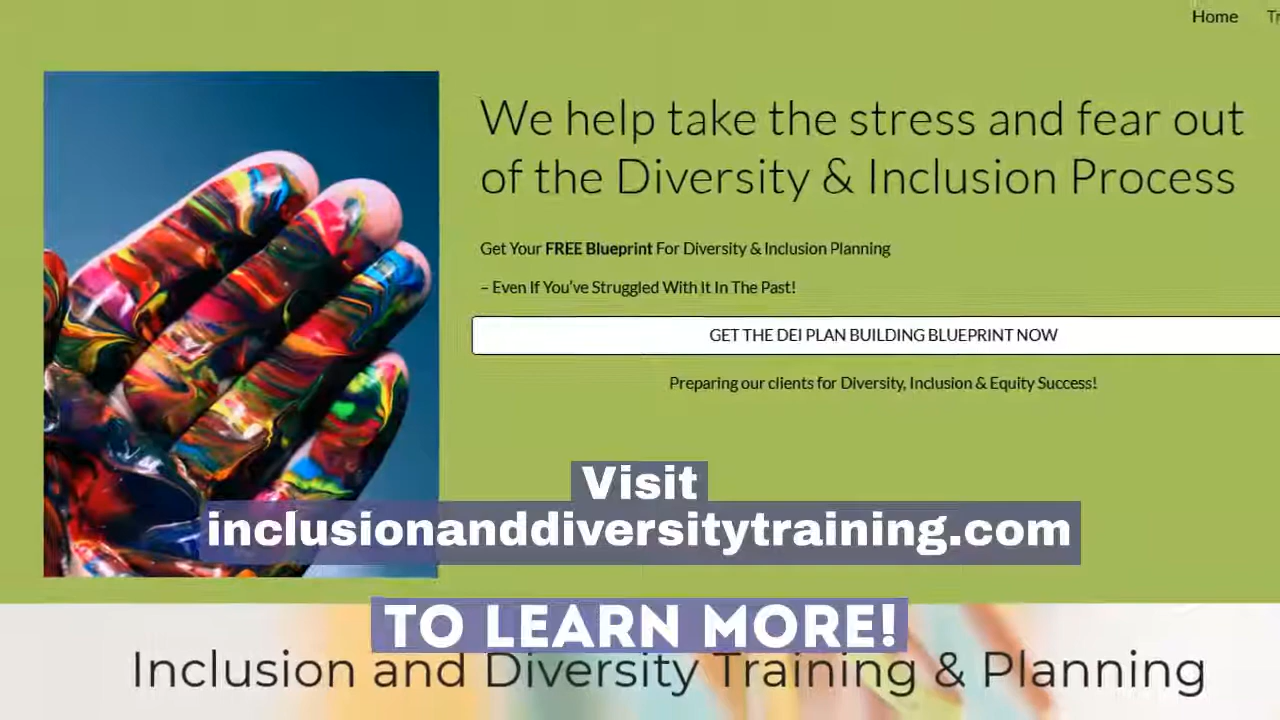 Home
We help take the stress and fear out
of the Diversity & Inclusion Process
Get Your FREE Blueprint For Diversity & Inclusion Planning
– Even If You've Struggled With It In The Past!
GET THE DEI PLAN BUILDING BLUEPRINT NOW
Preparing our clients for Diversity, Inclusion & Equity Success!
Visit
inclusionanddiversitytraining.com
TO LEARN MORE!
Inclusion and Diversity Training & Planning